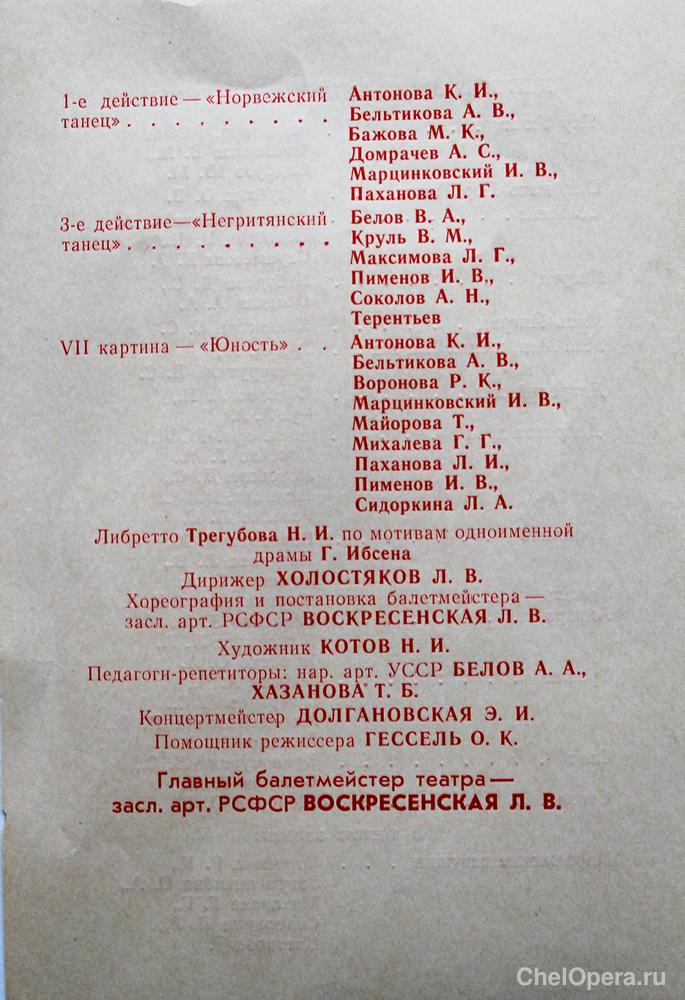 1-е действие — «Норвежский Антонова К. И.,
танец» . . . . . . . . . Бельтикова А. В.,
Бажова М. К.,
Домрачев А. С.,
Марцинковский И. В.,
Паханова Л. Г.
3-е действие—«Негритянский Белов В. А.,
танец» . . . . . . . . . Круль В. М.,
Максимова Л. Г.,
Пименов И. В.,
Соколов А. Н.,
Терентьев
VII картина — «Юность» . . Антонова К. И.,
Бельтикова А. В.,
Воронова Р. К.,
Марцинковский И. В.,
Майорова Т.,
Михалева Г. Г.,
Паханова Л. И.,
Пименов И. В.,
Сидоркина Л. А.
Либретто Трегубова Н. И. по мотивам одноименной
драмы Г. Ибсена
Дирижер ХОЛОСТЯКОВ Л. В.
Хореография и постановка балетмейстера —
засл. арт. РСФСР ВОСКРЕСЕНСКАЯ Л. В.
Художник КОТОВ Н. И.
Педагоги-репетиторы: нар. арт. УССР БЕЛОВ А. А.,
ХАЗАНОВА Т. Б.
Концертмейстер ДОЛГАНОВСКАЯ Э. И.
Помощник режиссера ГЕССЕЛЬ О. К.
Главный балетмейстер театра —
засл. арт. РСФСР ВОСКРЕСЕНСКАЯ Л. В.
ChelOpera.ru